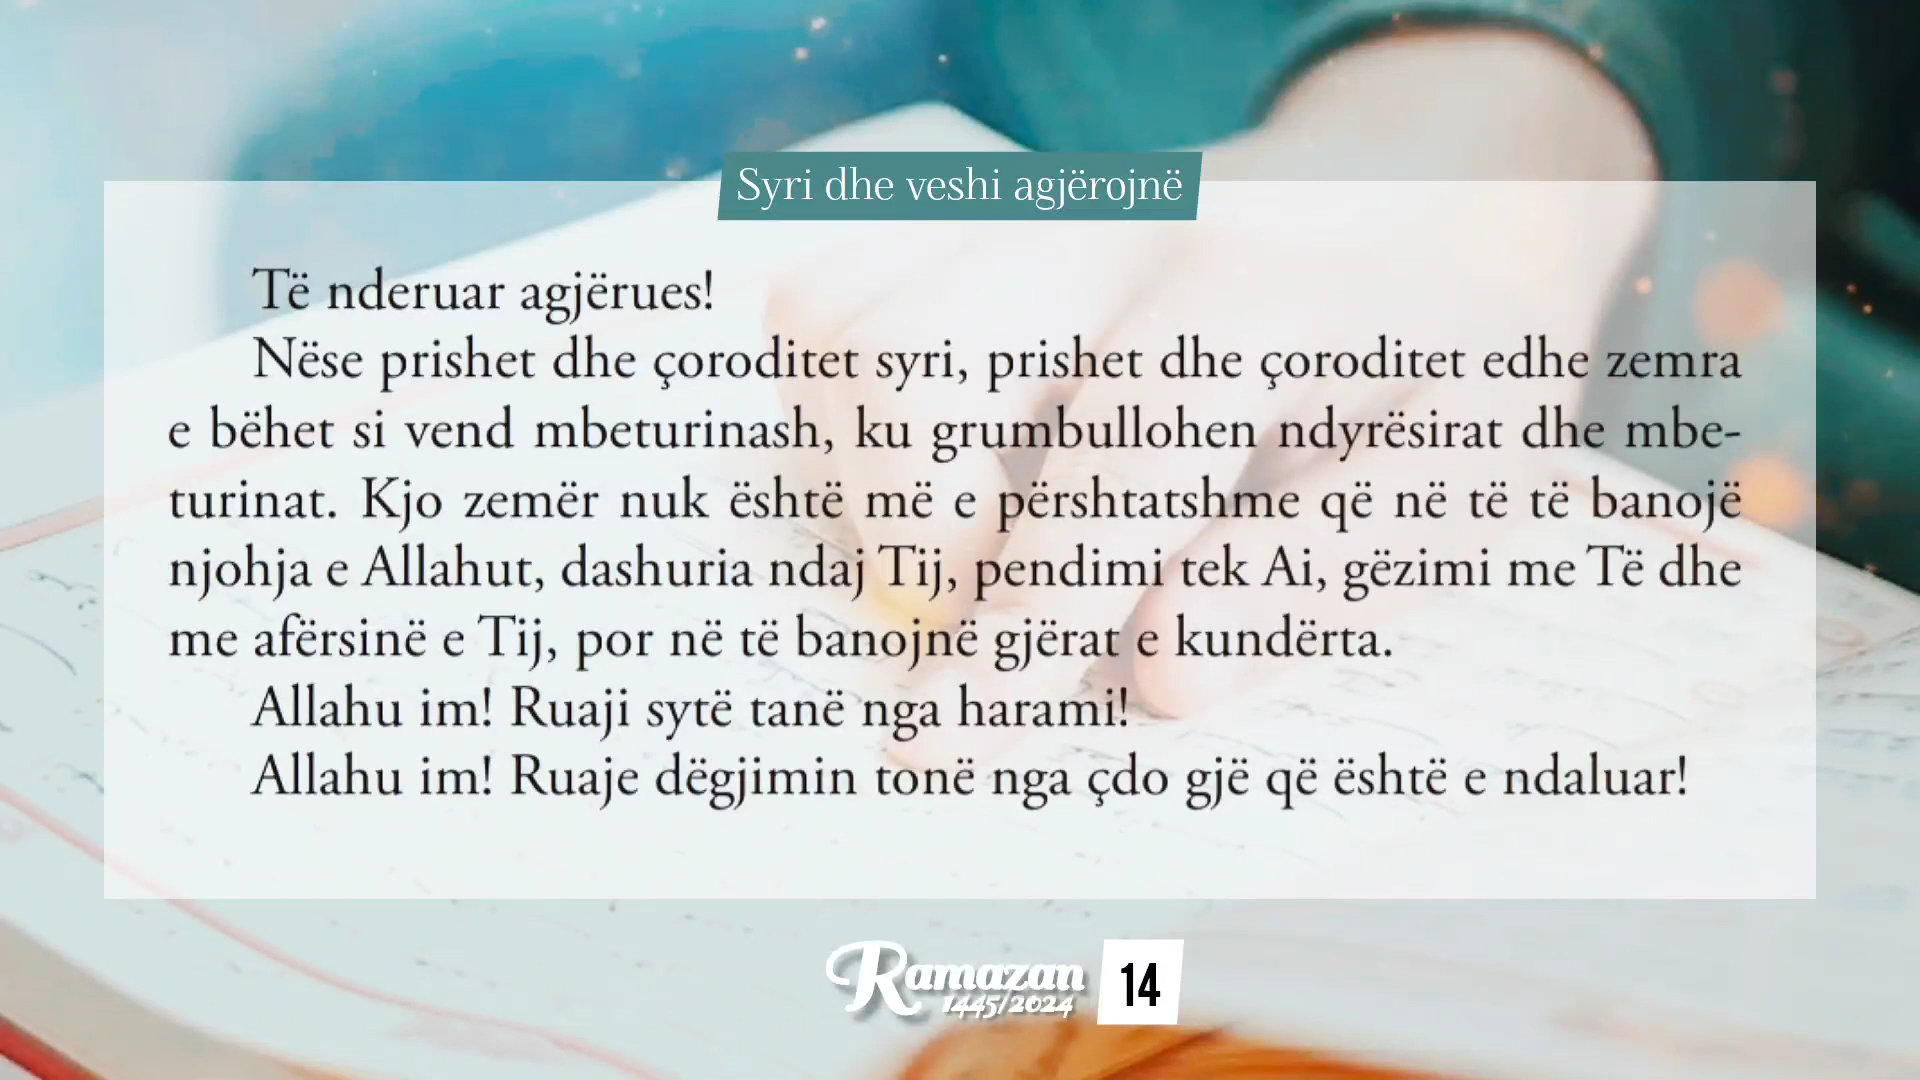 Syri dhe veshi agjërojnë
Të nderuar agjërues!
Nëse prishet dhe çoroditet syri, prishet dhe çoroditet edhe zemra
e bëhet si vend mbeturinash, ku grumbullohen ndyrësirat dhe mbe-
turinat. Kjo zemër nuk është më e përshtatshme që në të të banojë
njohja e Allahut, dashuria ndaj Tij, pendimi tek Ai, gëzimi me Të dhe
me afërsinë e Tij, por në të banojnë gjërat e kundërta.
Allahu im! Ruaji sytë tanë nga harami!
Allahu im! Ruaje dëgjimin tonë nga çdo gjë që është e ndaluar!
Ramazan 14
1445/2024